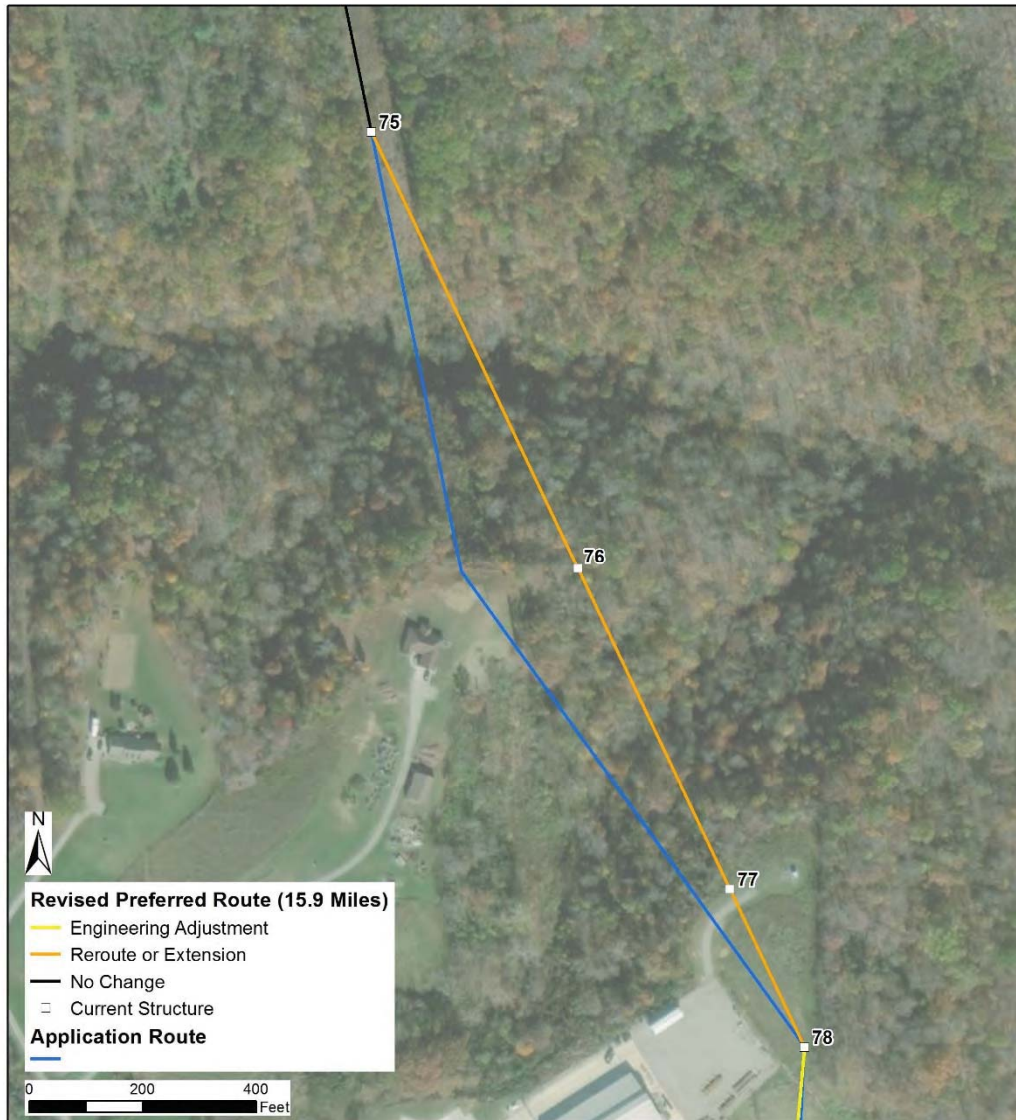 75
76
77
78
N
Revised Preferred Route (15.9 Miles)
Engineering Adjustment
Reroute or Extension
No Change
Current Structure
Application Route
0 200 400
Feet